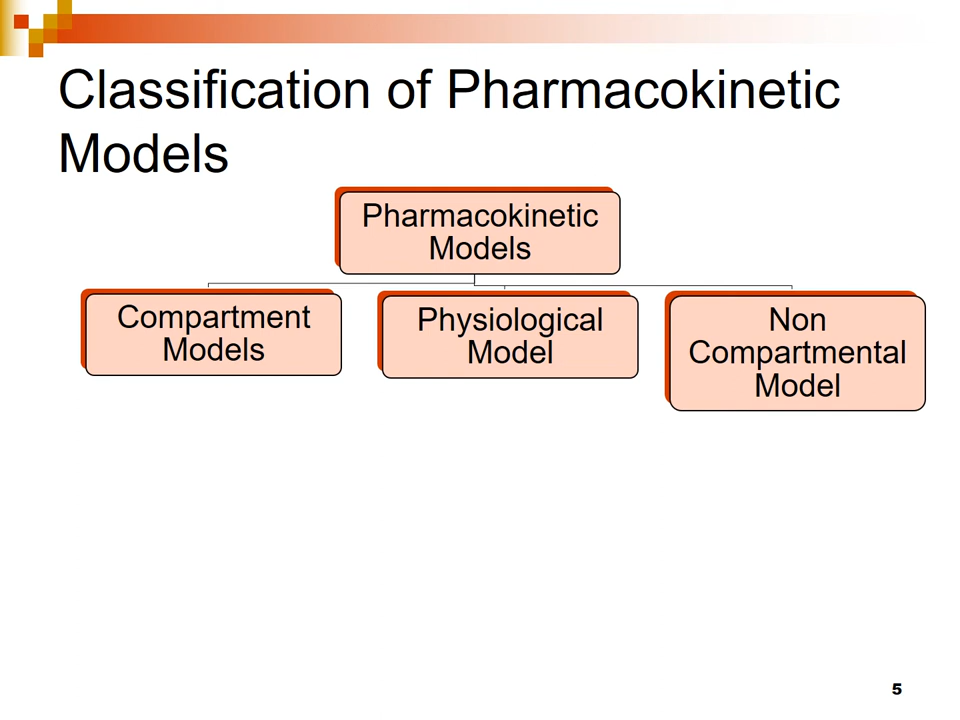 Classification of Pharmacokinetic
Models
Pharmacokinetic
Models
Compartment
Models
Physiological
Model
Non
Compartmental
Model
5